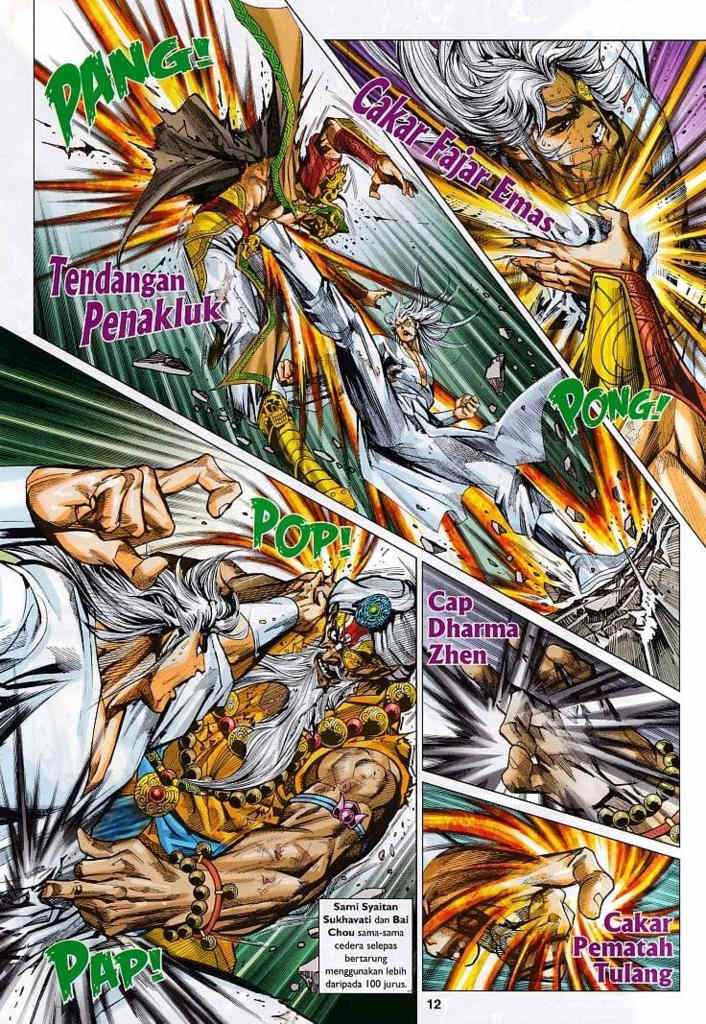 PANG!
Cakar Fajar Emas
Tendangan
Penakluk
PONG!
POP!
Cap
Dharma
Zhen
Cakar
Pematah
Tulang
Sami Syaitan
Sukhavati dan Bai
Chou sama-sama
cedera selepas
bertarung
menggunakan lebih
daripada 100 jurus.
PAP!
12